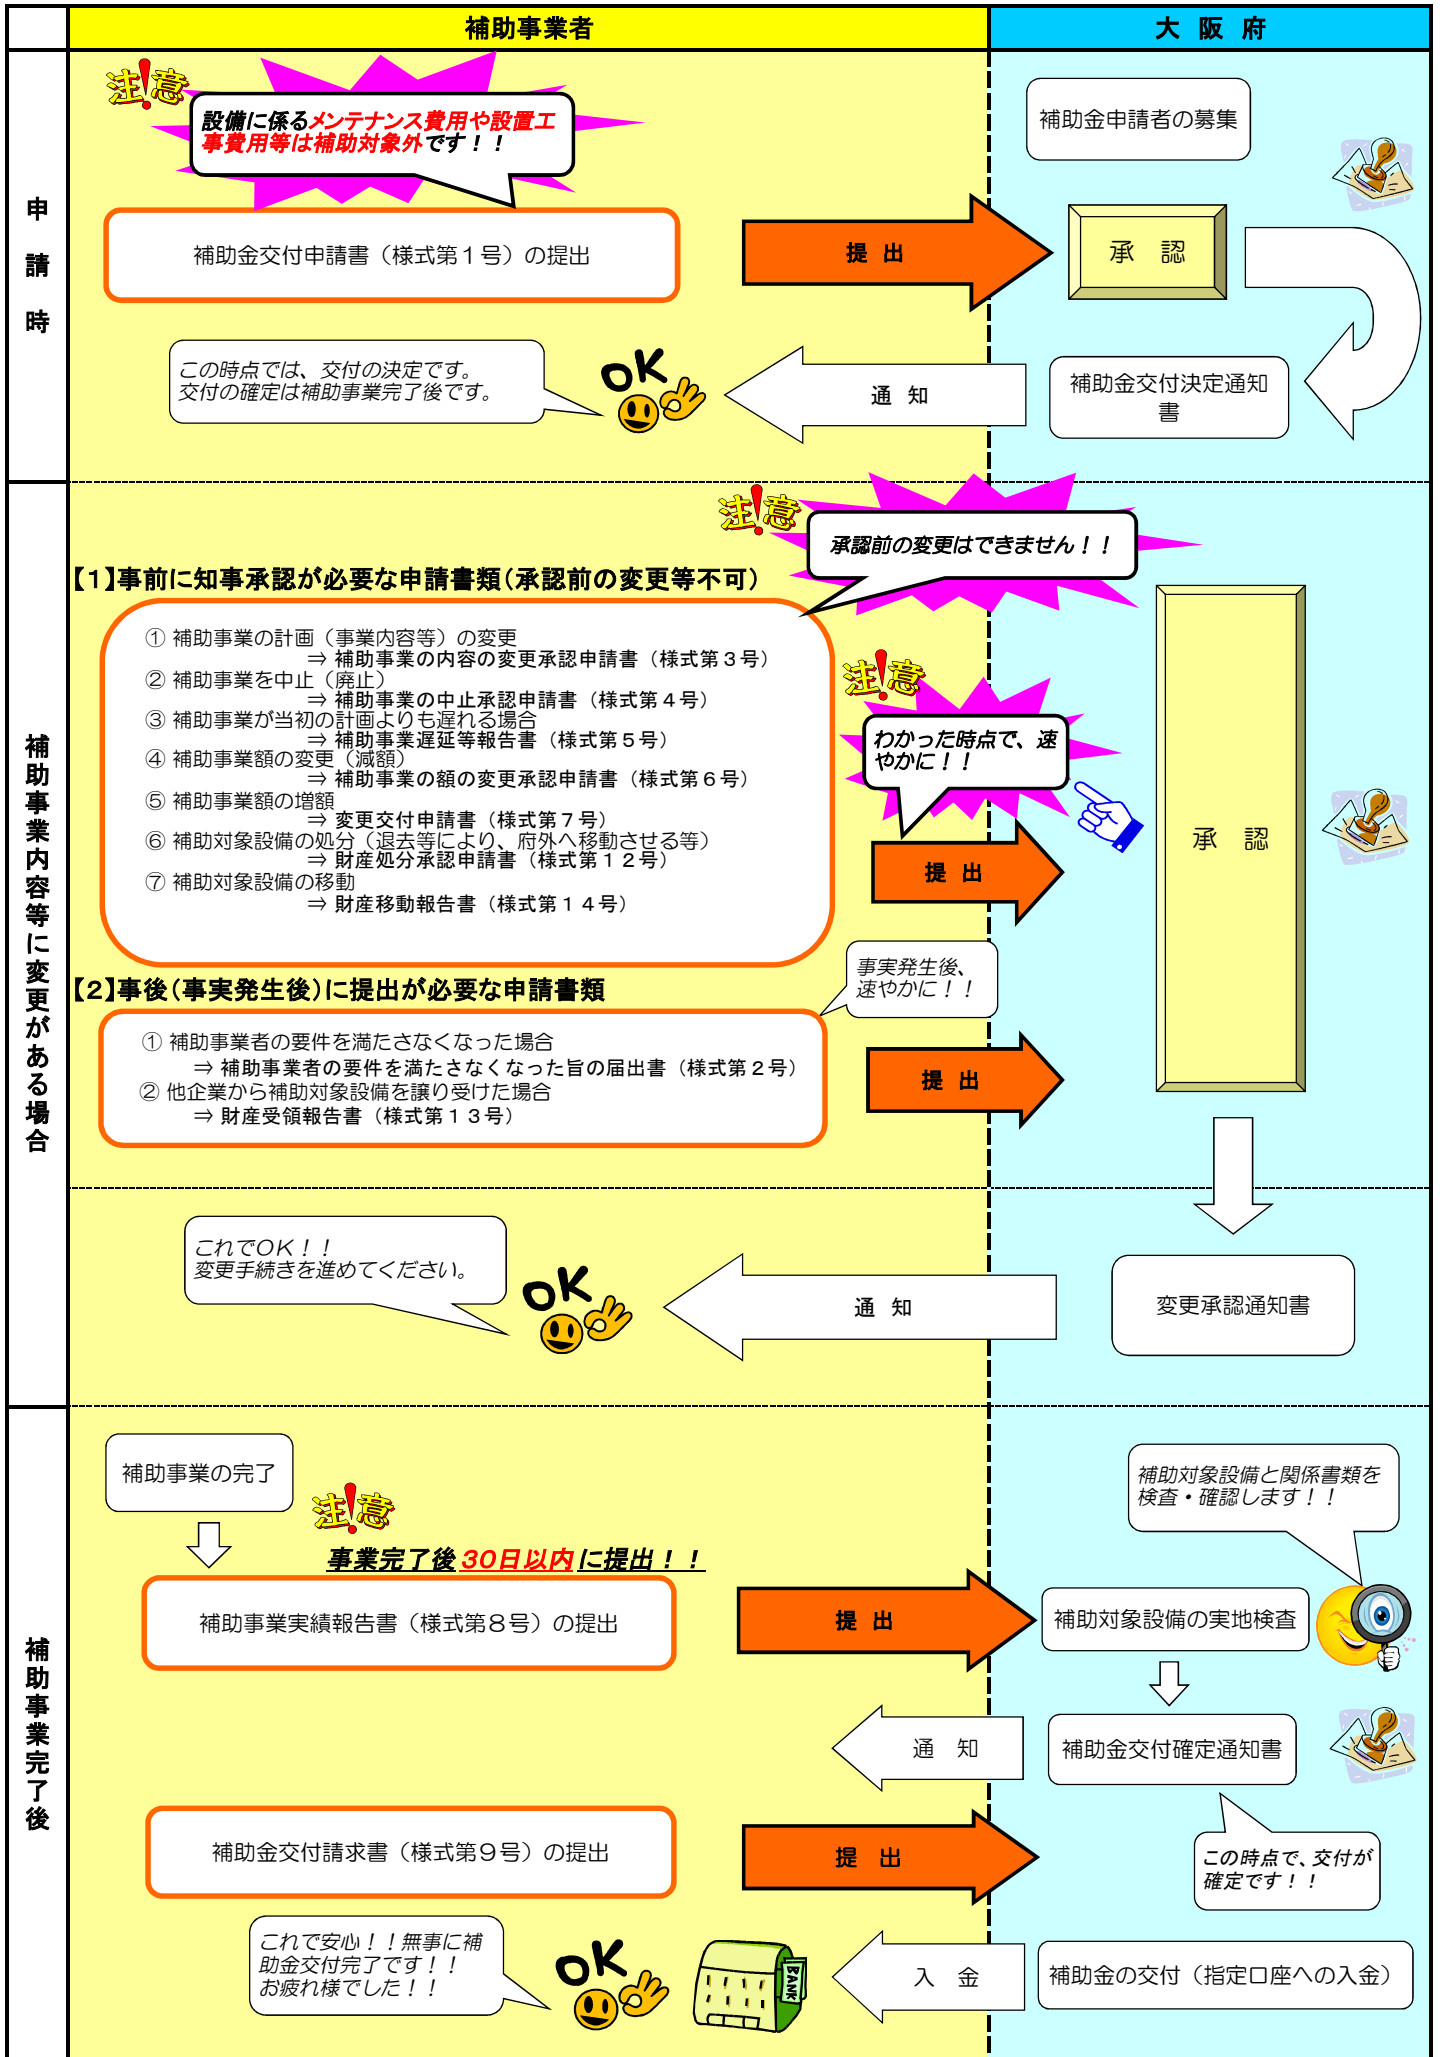 補助事業者
大 阪 府
申請時
注!意
設備に係るメンテナンス費用や設置工
事費用等は補助対象外です！！
補助金申請者の募集
補助金交付申請書（様式第１号）の提出
提 出
承 認
この時点では、交付の決定です。
交付の確定は補助事業完了後です。
OK
通 知
補助金交付決定通知
書
補助事業内容等に変更がある場合
注!意
承認前の変更はできません！！
【1】事前に知事承認が必要な申請書類（承認前の変更等不可）
① 補助事業の計画（事業内容等）の変更
⇒ 補助事業の内容の変更承認申請書（様式第３号）
② 補助事業を中止（廃止）
⇒ 補助事業の中止承認申請書（様式第４号）
③ 補助事業が当初の計画よりも遅れる場合
⇒ 補助事業遅延等報告書（様式第５号）
④ 補助事業額の変更（減額）
⇒ 補助事業の額の変更承認申請書（様式第６号）
⑤ 補助事業額の増額
⇒ 変更交付申請書（様式第７号）
⑥ 補助対象設備の処分（退去等により、府外へ移動させる等）
⇒ 財産処分承認申請書（様式第１２号）
⑦ 補助対象設備の移動
⇒ 財産移動報告書（様式第１４号）
注!意
わかった時点で、速
やかに！！
提 出
承 認
【2】事後（事実発生後）に提出が必要な申請書類
事実発生後、
速やかに！！
① 補助事業者の要件を満たさなくなった場合
⇒ 補助事業者の要件を満たさなくなった旨の届出書（様式第２号）
② 他企業から補助対象設備を譲り受けた場合
⇒ 財産受領報告書（様式第１３号）
提 出
これでOK！！
変更手続きを進めてください。
OK
通 知
変更承認通知書
補助事業完了後
補助事業の完了
注!意
事業完了後30日以内に提出！！
補助対象設備と関係書類を
検査・確認します！！
補助事業実績報告書（様式第８号）の提出
提 出
補助対象設備の実地検査
通 知
補助金交付確定通知書
補助金交付請求書（様式第９号）の提出
提 出
この時点で、交付が
確定です！！
これで安心！！無事に補
助金交付完了です！！
お疲れ様でした！！
OK
BANK
入 金
補助金の交付（指定口座への入金）